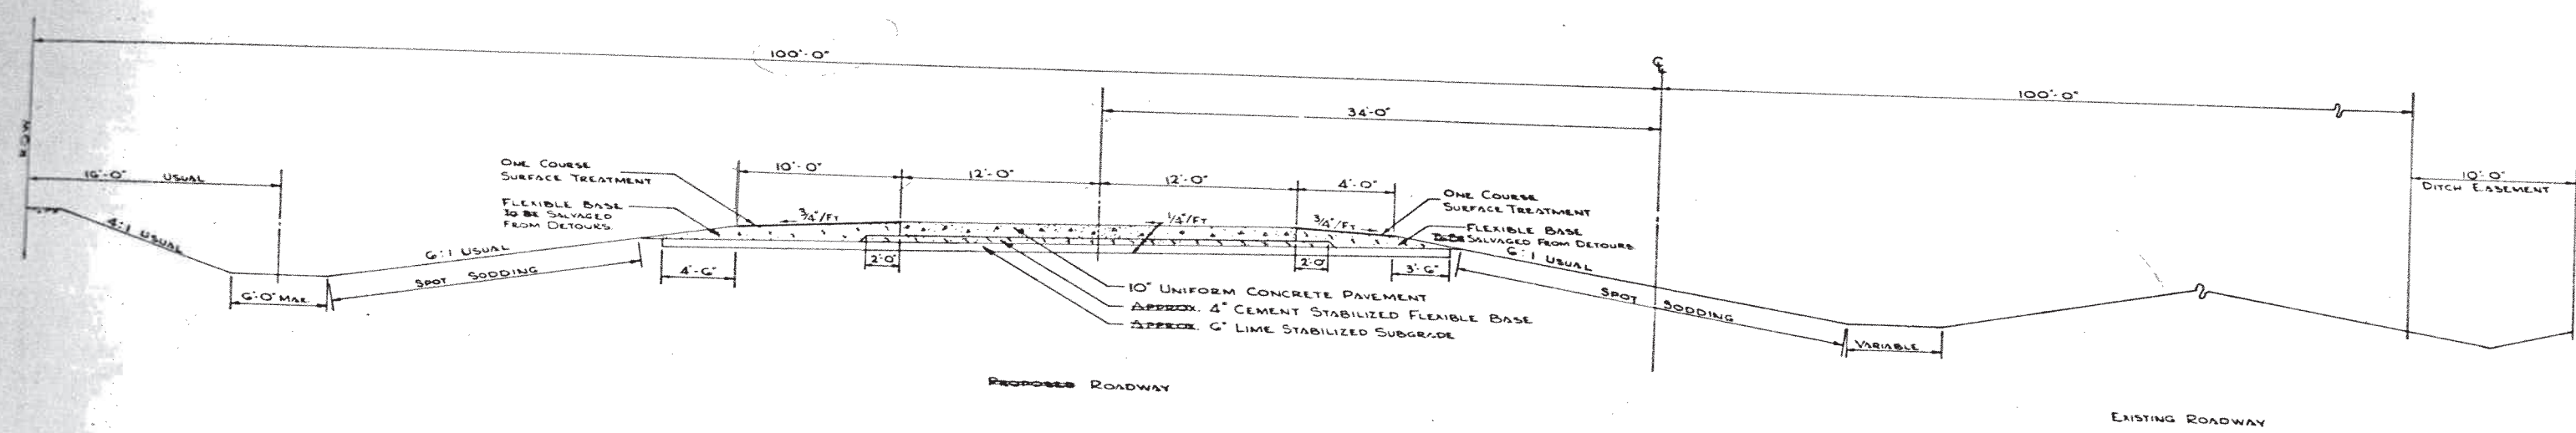 100'-0"
℄
100'-0"
34'-0"
ROW
16'-0" USUAL
ONE COURSE
SURFACE TREATMENT
10'-0"
12'-0"
12'-0"
4'-0"
ONE COURSE
SURFACE TREATMENT
10'-0"
DITCH EASEMENT
FLEXIBLE BASE
TO BE SALVAGED
FROM DETOURS
3/4"/FT
1/4"/FT
3/4"/FT
FLEXIBLE BASE
TO BE SALVAGED FROM DETOURS
4:1 USUAL
6:1 USUAL
6:1 USUAL
SPOT SODDING
6'-0" MAX.
4'-6"
2'-0"
2'-0"
3'-6"
SPOT SODDING
10" UNIFORM CONCRETE PAVEMENT
APPROX. 4" CEMENT STABILIZED FLEXIBLE BASE
APPROX. 6" LIME STABILIZED SUBGRADE
VARIABLE
PROPOSED ROADWAY
EXISTING ROADWAY